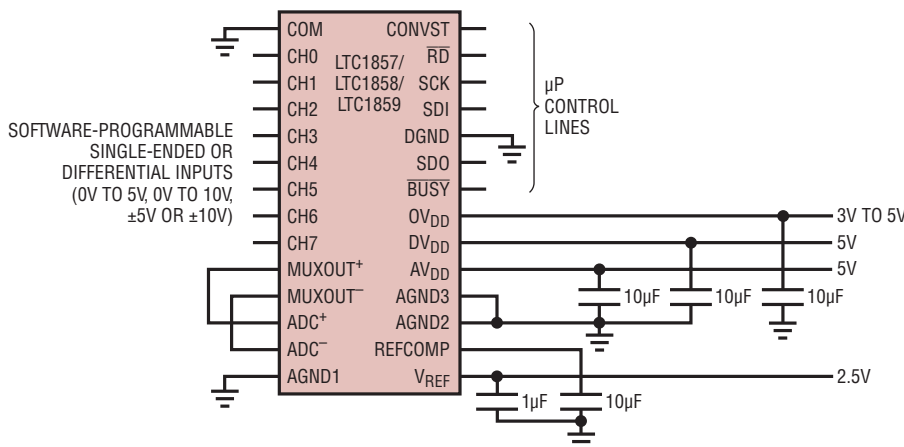 COM
CH0
CH1
CH2
CH3
CH4
CH5
CH6
CH7
MUXOUT+
MUXOUT–
ADC+
ADC–
AGND1
LTC1857/
LTC1858/
LTC1859
CONVST
RD
SCK
SDI
DGND
SDO
BUSY
OVDD
DVDD
AVDD
AGND3
AGND2
REFCOMP
VREF
SOFTWARE-PROGRAMMABLE
SINGLE-ENDED OR
DIFFERENTIAL INPUTS
(0V TO 5V, 0V TO 10V,
±5V OR ±10V)
µP
CONTROL
LINES
3V TO 5V
5V
5V
10µF
10µF
10µF
2.5V
1µF
10µF